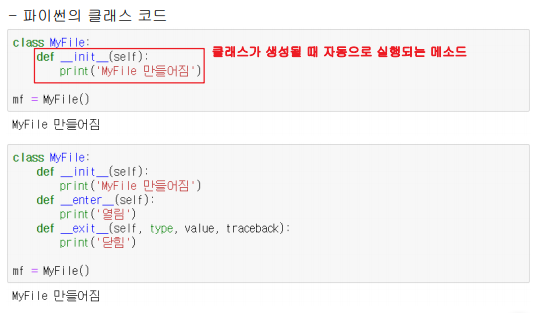 - 파이썬의 클래스 코드
class MyFile:
    def __init__(self):
        print('MyFile 만들어짐')
클래스가 생성될 때 자동으로 실행되는 메소드
mf = MyFile()
MyFile 만들어짐
class MyFile:
    def __init__(self):
        print('MyFile 만들어짐')
    def __enter__(self):
        print('열림')
    def __exit__(self, type, value, traceback):
        print('닫힘')
mf = MyFile()
MyFile 만들어짐